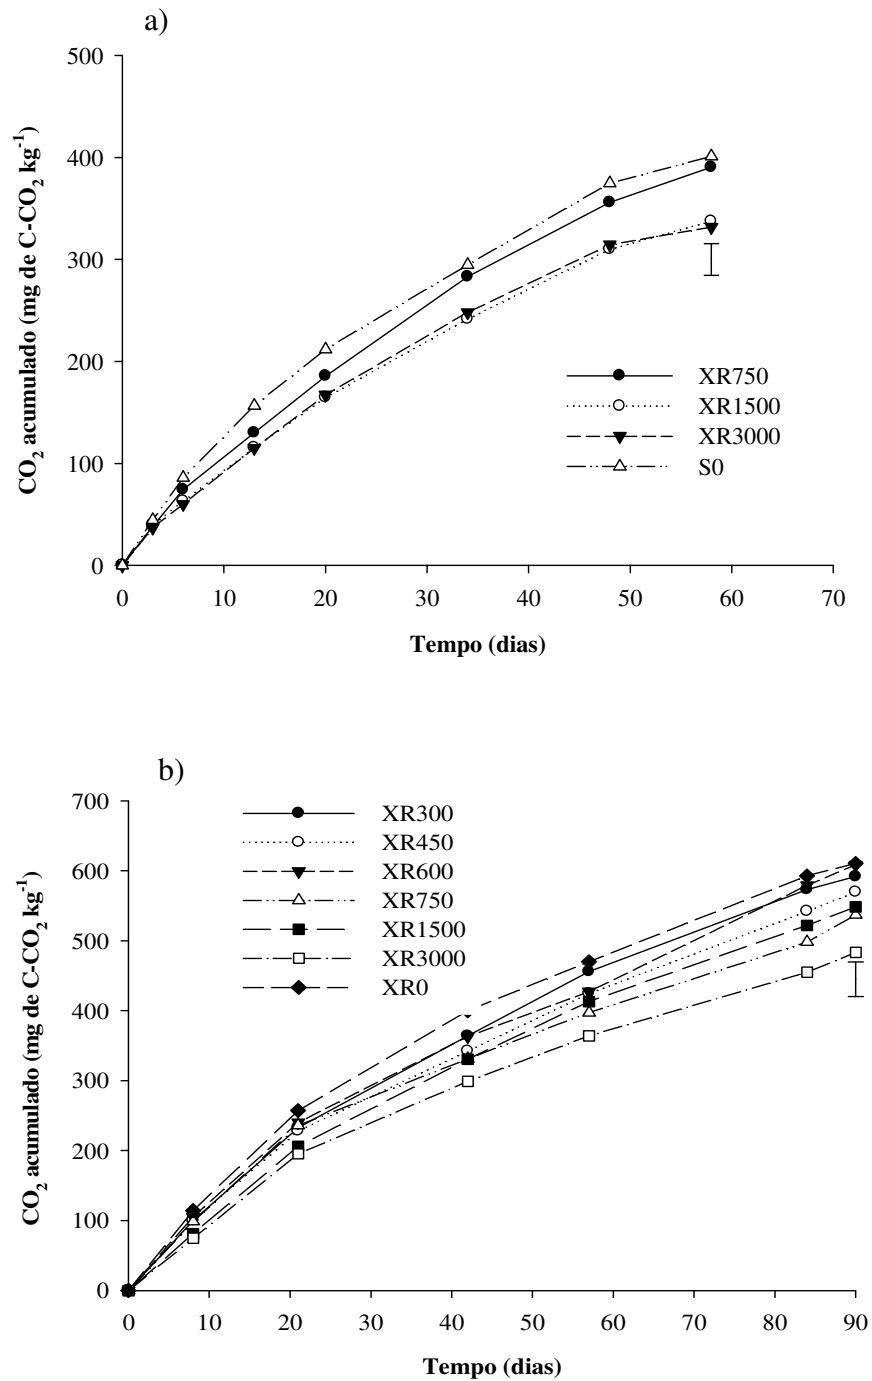 a)
500
400
300
200
100
0
CO₂ acumulado (mg de C-CO₂ kg⁻¹)
XR750
XR1500
XR3000
S0
0 10 20 30 40 50 60 70
Tempo (dias)
b)
700
600
500
400
300
200
100
0
CO₂ acumulado (mg de C-CO₂ kg⁻¹)
XR300
XR450
XR600
XR750
XR1500
XR3000
XR0
0 10 20 30 40 50 60 70 80 90
Tempo (dias)